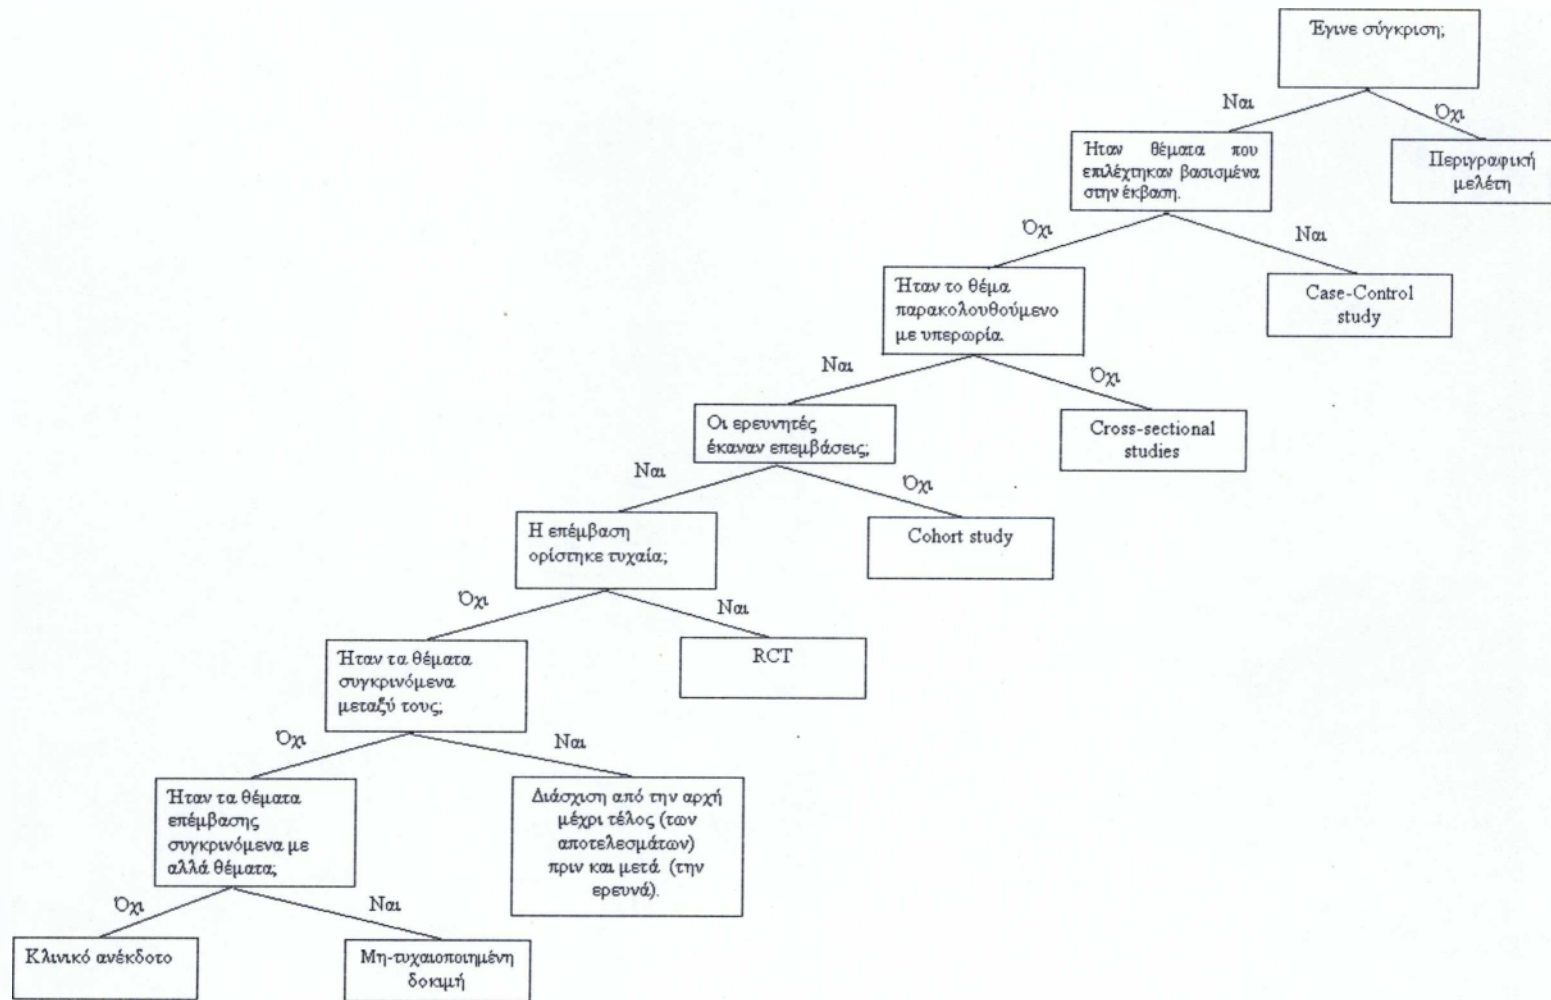 Έγινε σύγκριση;
Ναι
Όχι
Ήταν θέματα που
επιλέχτηκαν βασισμένα
στην έκβαση.
Περιγραφική
μελέτη
Όχι
Ναι
Ήταν το θέμα
παρακολουθούμενο
με υπερωρία.
Case-Control
study
Ναι
Όχι
Οι ερευνητές
έκαναν επεμβάσεις;
Cross-sectional
studies
Ναι
Όχι
Η επέμβαση
ορίστηκε τυχαία;
Cohort study
Όχι
Ναι
Ήταν τα θέματα
συγκρινόμενα
μεταξύ τους;
RCT
Όχι
Ναι
Ήταν τα θέματα
επέμβασης
συγκρινόμενα με
αλλά θέματα;
Διάσχιση από την αρχή
μέχρι τέλος (των
αποτελεσμάτων)
πριν και μετά (την
ερευνά).
Όχι
Ναι
Κλινικό ανέκδοτο
Μη-τυχαιοποιημένη
δοκιμή